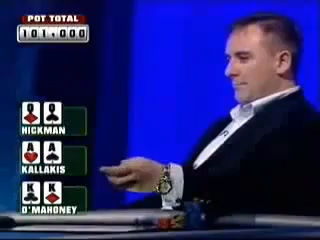 POT TOTAL
101,000
Q Q
HICKMAN
A A
KALLAKIS
K K
O'MAHONEY